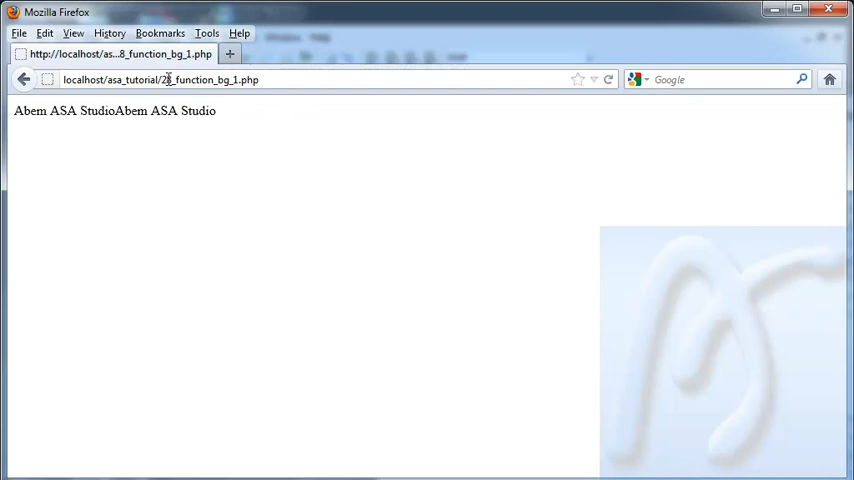 Mozilla Firefox
File Edit View History Bookmarks Tools Help
http://localhost/as...8_function_bg_1.php
localhost/asa_tutorial/28_function_bg_1.php
Google
Abem ASA StudioAbem ASA Studio